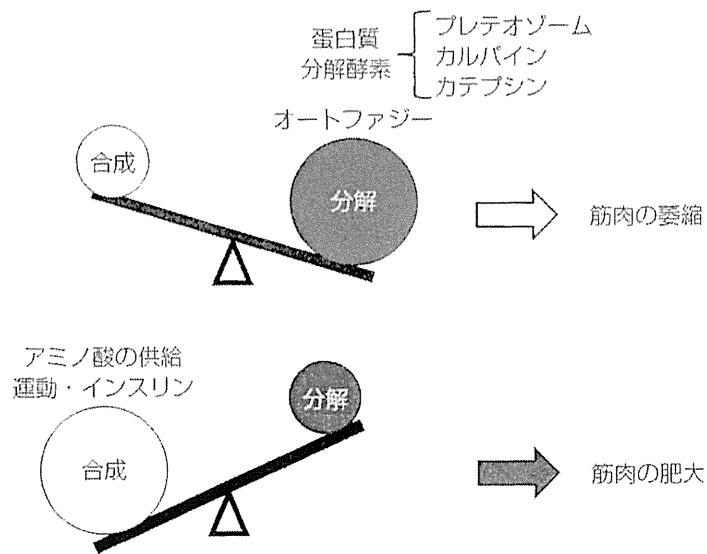 蛋白質
分解酵素
プレテオゾーム
カルパイン
カテプシン
オートファジー
合成
分解
筋肉の萎縮
アミノ酸の供給
運動・インスリン
合成
分解
筋肉の肥大